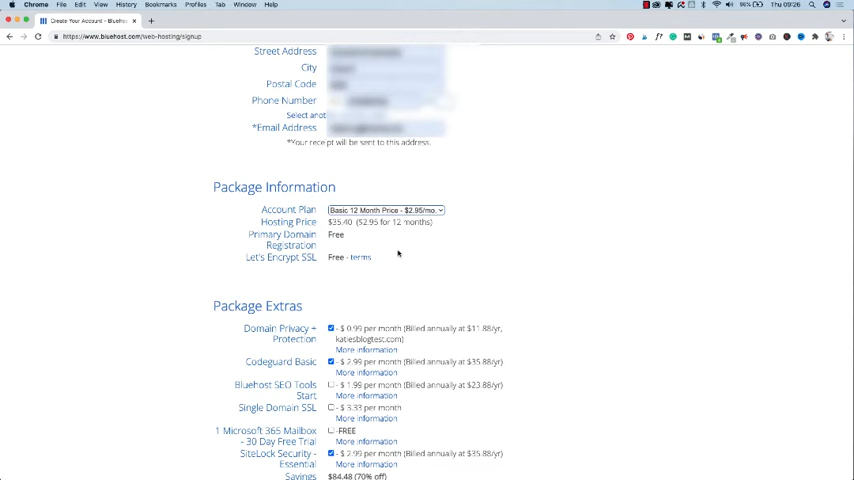 Chrome File Edit View History Bookmarks Profiles Tab Window Help
96% Thu 09:26
Create Your Account - Bluehos
https://www.bluehost.com/web-hosting/signup
Street Address
City
Postal Code
Phone Number
Select anot
*Email Address
*Your receipt will be sent to this address.
Package Information
Account Plan Basic 12 Month Price - $2.95/mo.
Hosting Price $35.40 ($2.95 for 12 months)
Primary Domain Free
Registration
Let's Encrypt SSL Free - terms
Package Extras
Domain Privacy + - $ 0.99 per month (Billed annually at $11.88/yr,
Protection katiesblogtest.com)
More information
Codeguard Basic - $ 2.99 per month (Billed annually at $35.88/yr)
More information
Bluehost SEO Tools - $ 1.99 per month (Billed annually at $23.88/yr)
Start More information
Single Domain SSL - $ 3.33 per month
More information
1 Microsoft 365 Mailbox -FREE
- 30 Day Free Trial More information
SiteLock Security - - $ 2.99 per month (Billed annually at $35.88/yr)
Essential More information
Savings $84.48 (70% off)